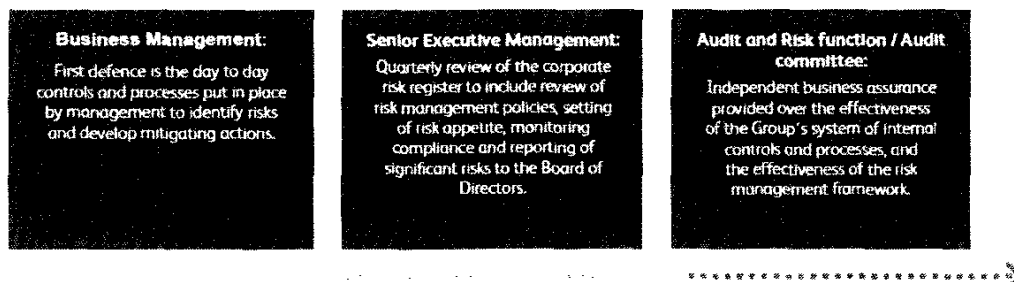 Business Management:
First defence is the day to day
controls and processes put in place
by management to identify risks
and develop mitigating actions.
Senior Executive Management:
Quarterly review of the corporate
risk register to include review of
risk management policies, setting
of risk appetite, monitoring
compliance and reporting of
significant risks to the Board of
Directors.
Audit and Risk function / Audit
committee:
Independent business assurance
provided over the effectiveness
of the Group's system of internal
controls and processes, and
the effectiveness of the risk
management framework.